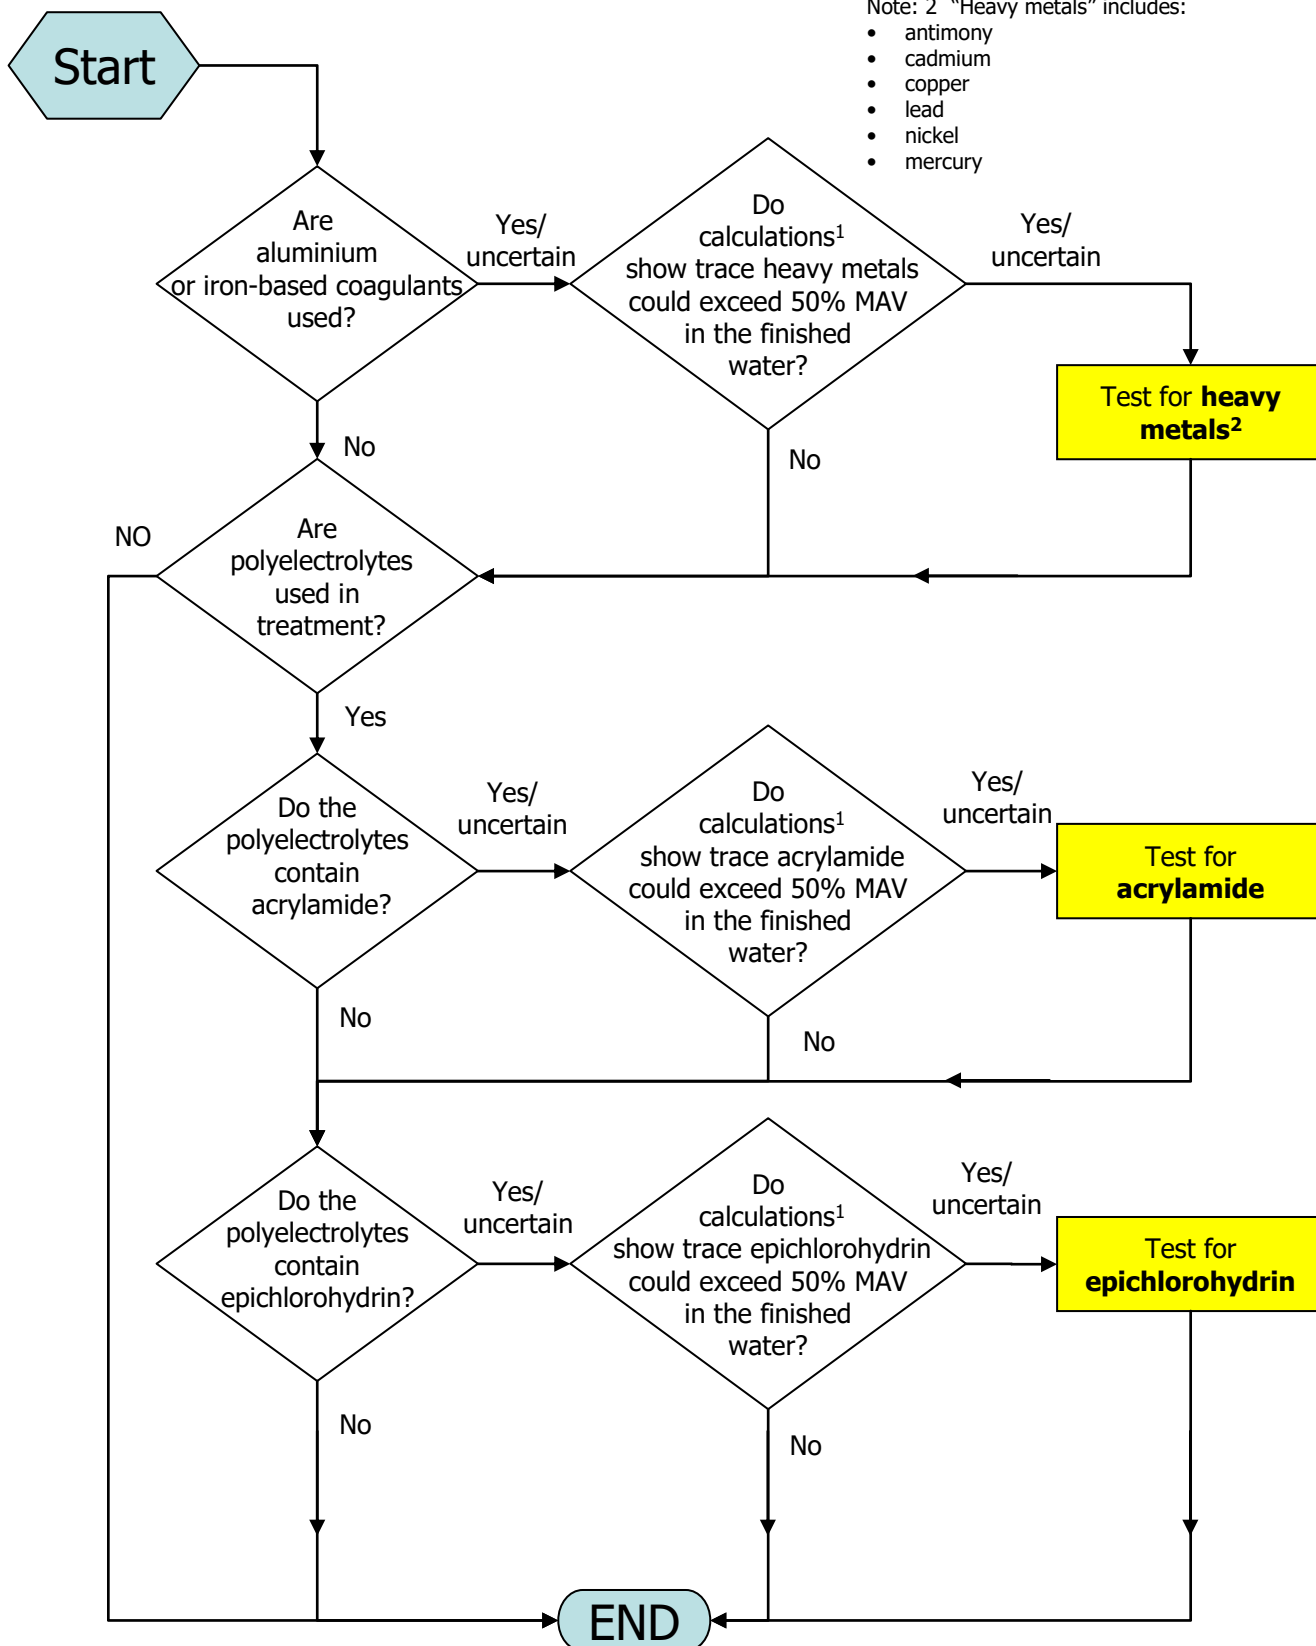 Note: 2 “Heavy metals” includes:
• antimony
• cadmium
• copper
• lead
• nickel
• mercury
Start
Are
aluminium
or iron-based coagulants
used?
Yes/
uncertain
Do
calculations¹
show trace heavy metals
could exceed 50% MAV
in the finished
water?
Yes/
uncertain
Test for heavy
metals²
No
No
NO
Are
polyelectrolytes
used in
treatment?
Yes
Do the
polyelectrolytes
contain
acrylamide?
Yes/
uncertain
Do
calculations¹
show trace acrylamide
could exceed 50% MAV
in the finished
water?
Yes/
uncertain
Test for
acrylamide
No
No
Do the
polyelectrolytes
contain
epichlorohydrin?
Yes/
uncertain
Do
calculations¹
show trace epichlorohydrin
could exceed 50% MAV
in the finished
water?
Yes/
uncertain
Test for
epichlorohydrin
No
No
END